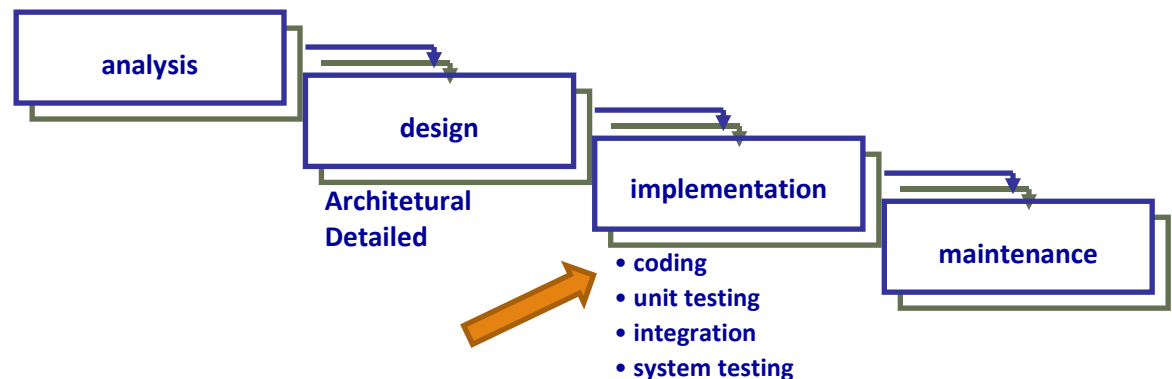 analysis
design
Architetural
Detailed
implementation
• coding
• unit testing
• integration
• system testing
maintenance